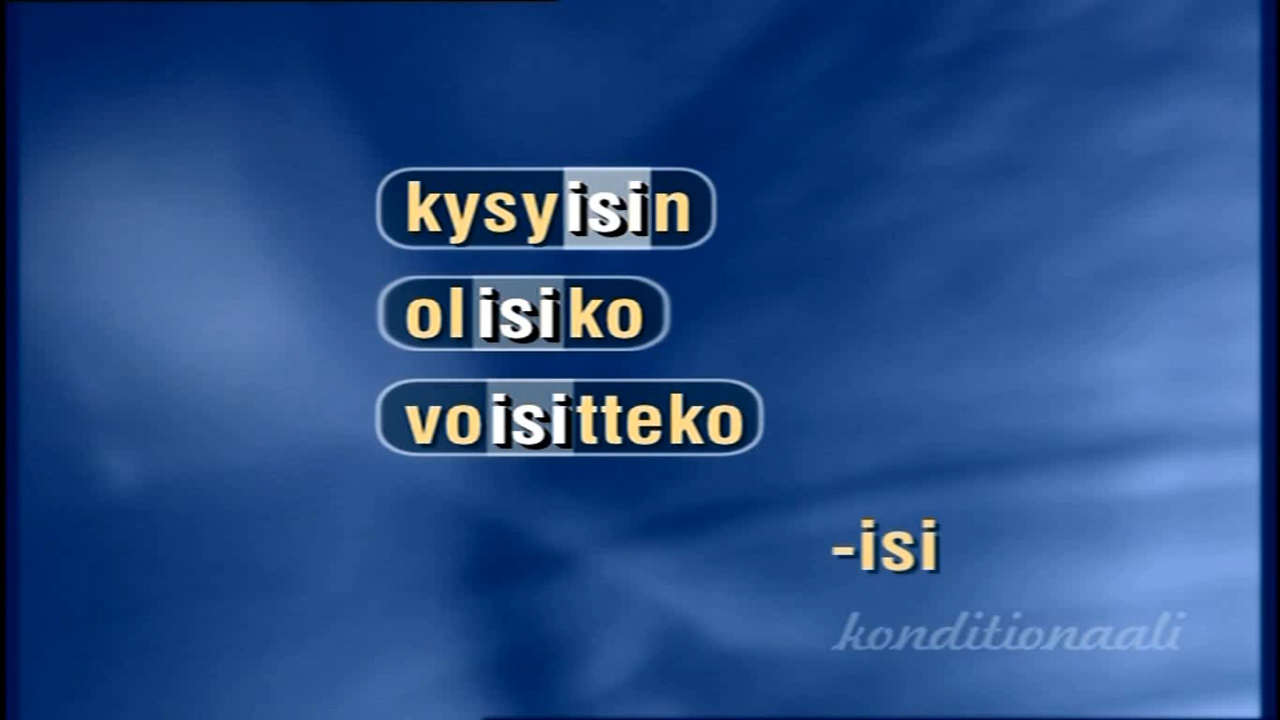 kysyisin
olisiko
voisitteko
-isi
konditionaali